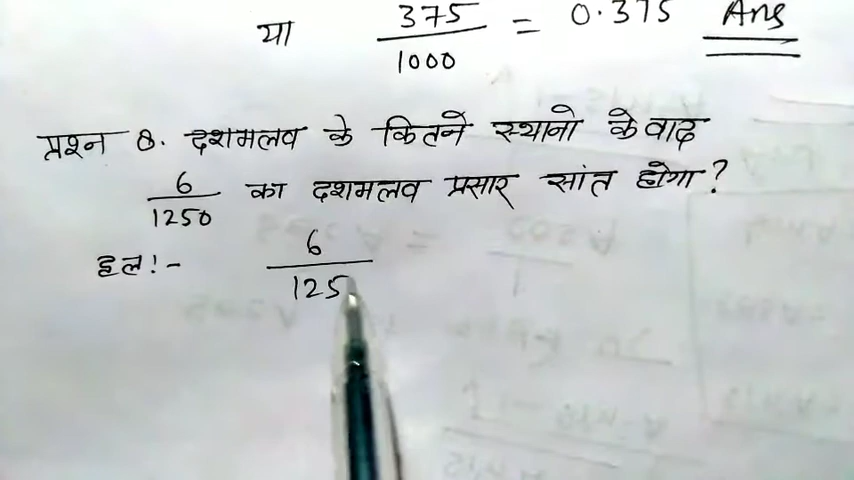 या 375/1000 = 0.375 Ans
प्रश्न 8. दशमलव के कितने स्थानो के वाद
6/1250 का दशमलव प्रसार सांत होगा?
हल:- 6/125